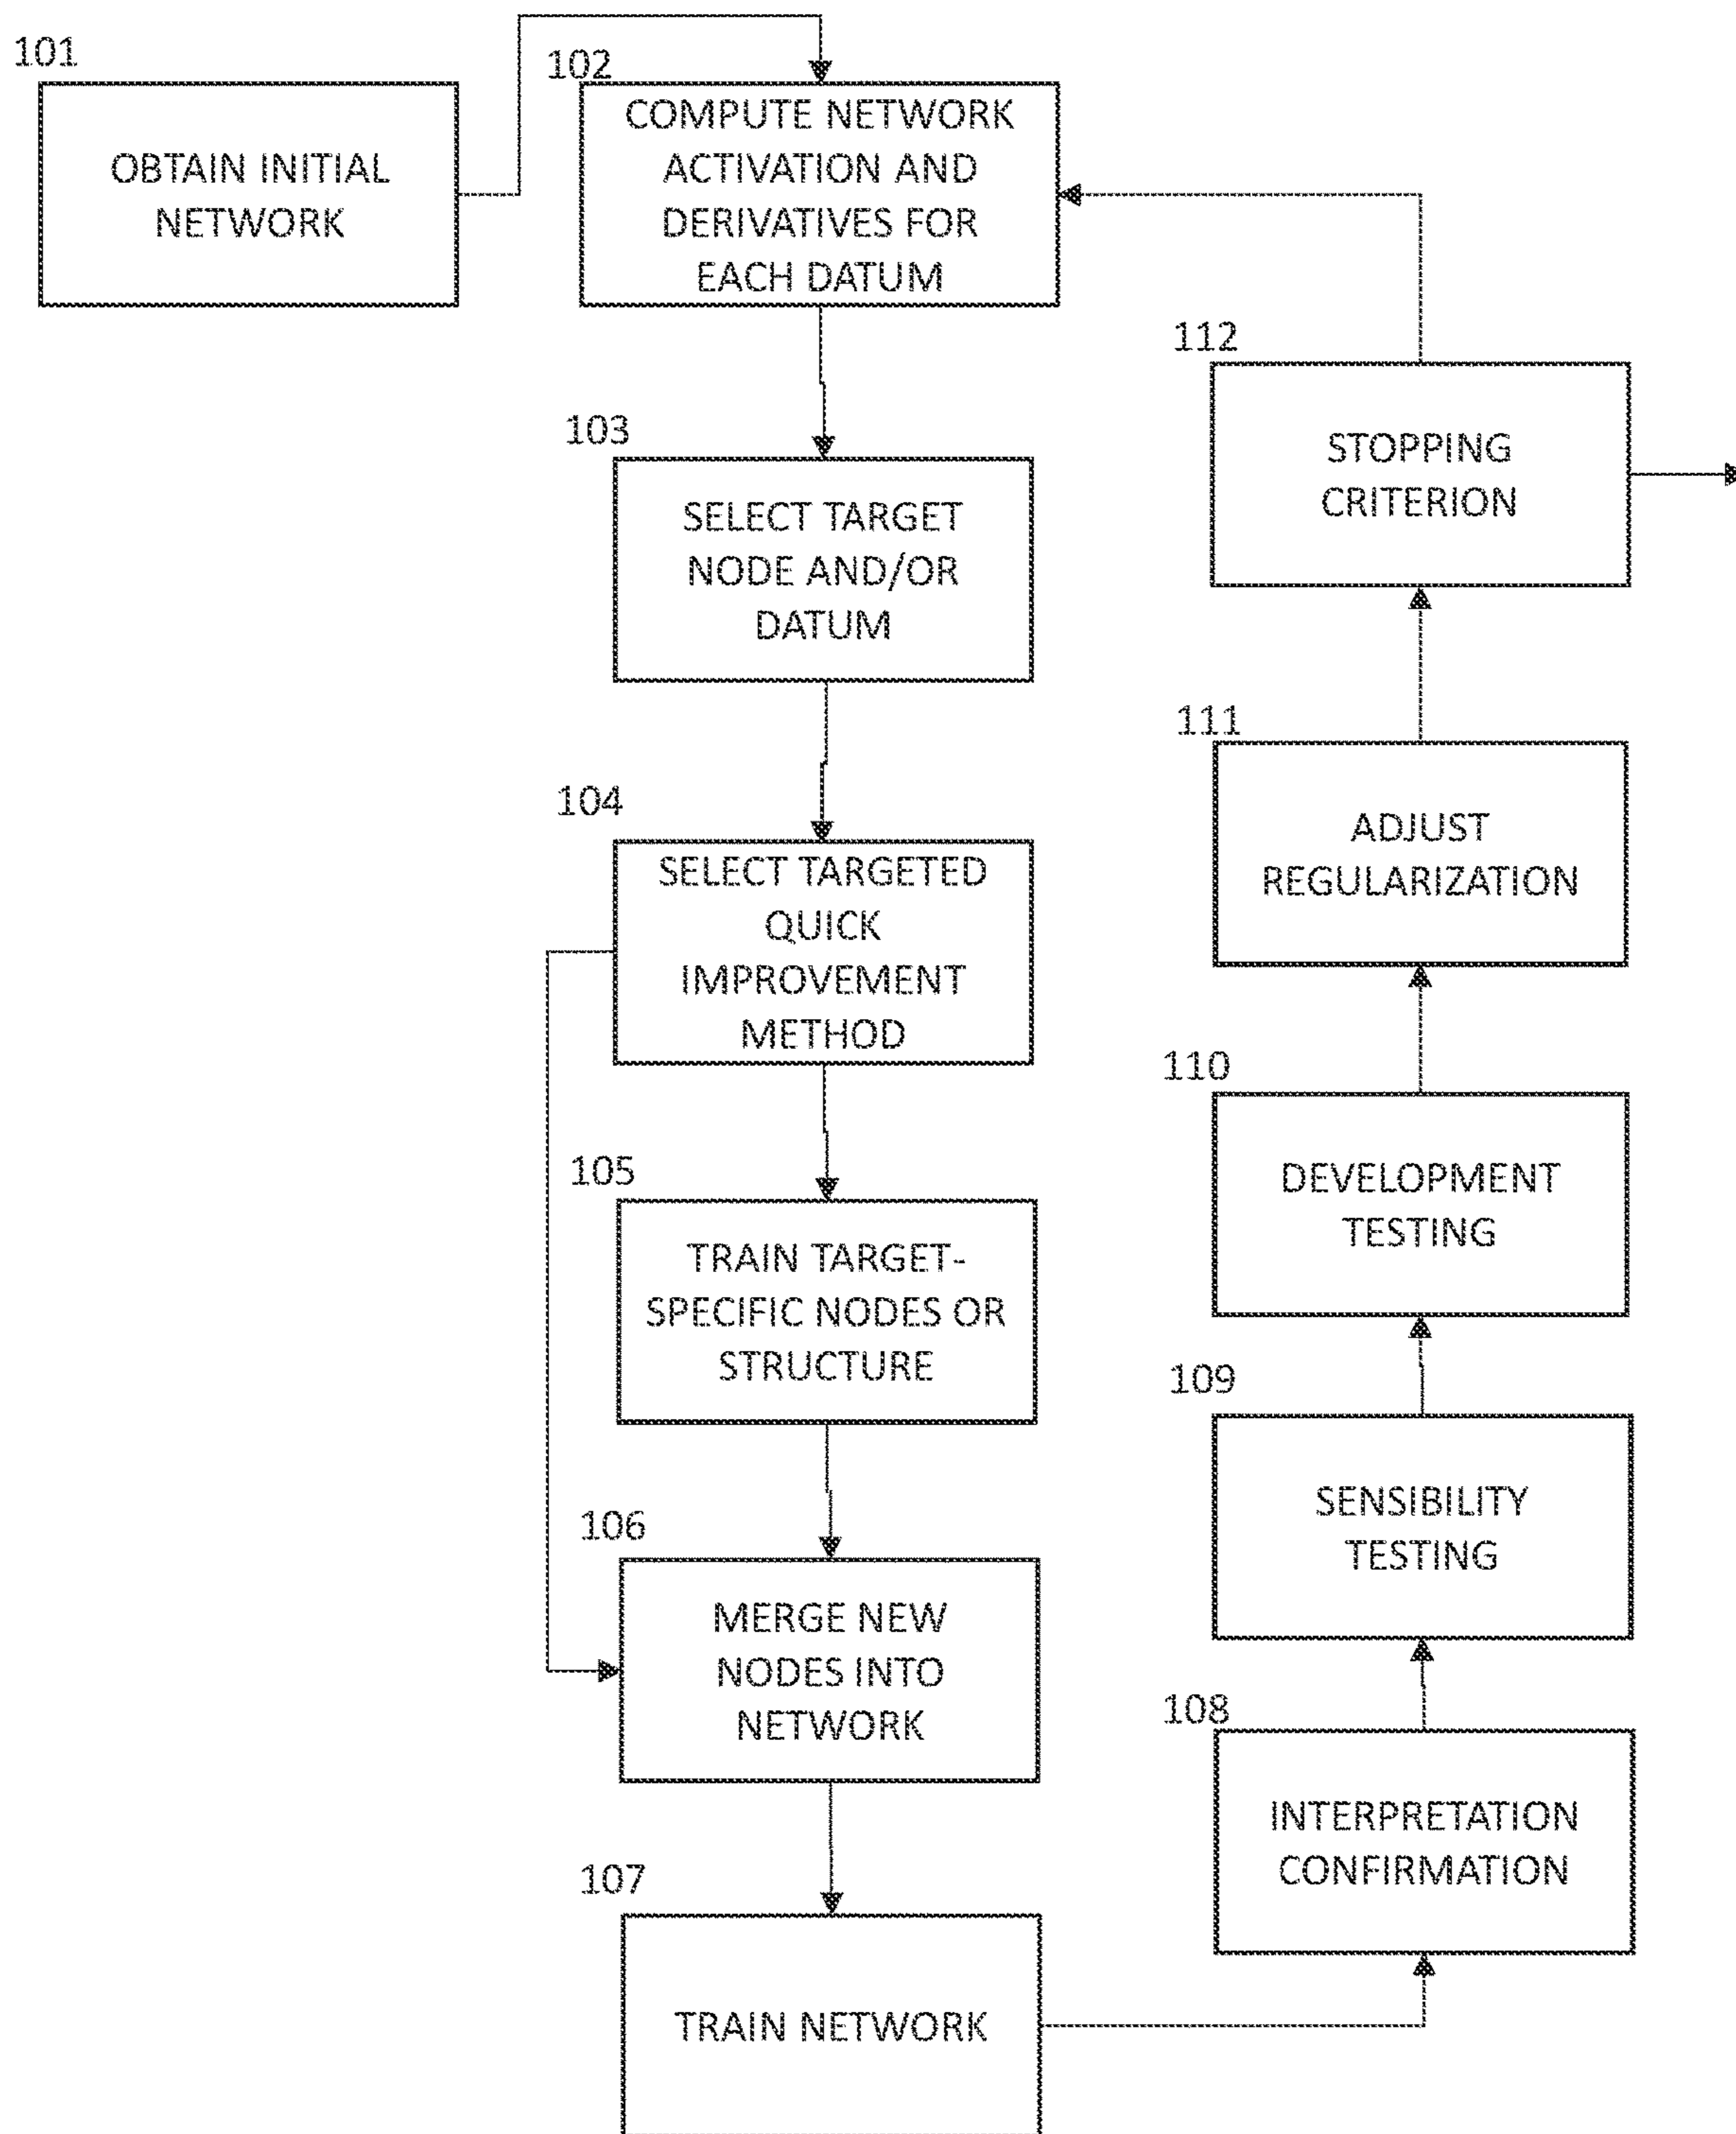 101
OBTAIN INITIAL
NETWORK
102
COMPUTE NETWORK
ACTIVATION AND
DERIVATIVES FOR
EACH DATUM
103
SELECT TARGET
NODE AND/OR
DATUM
104
SELECT TARGETED
QUICK
IMPROVEMENT
METHOD
105
TRAIN TARGET-
SPECIFIC NODES OR
STRUCTURE
106
MERGE NEW
NODES INTO
NETWORK
107
TRAIN NETWORK
108
INTERPRETATION
CONFIRMATION
109
SENSIBILITY
TESTING
110
DEVELOPMENT
TESTING
111
ADJUST
REGULARIZATION
112
STOPPING
CRITERION